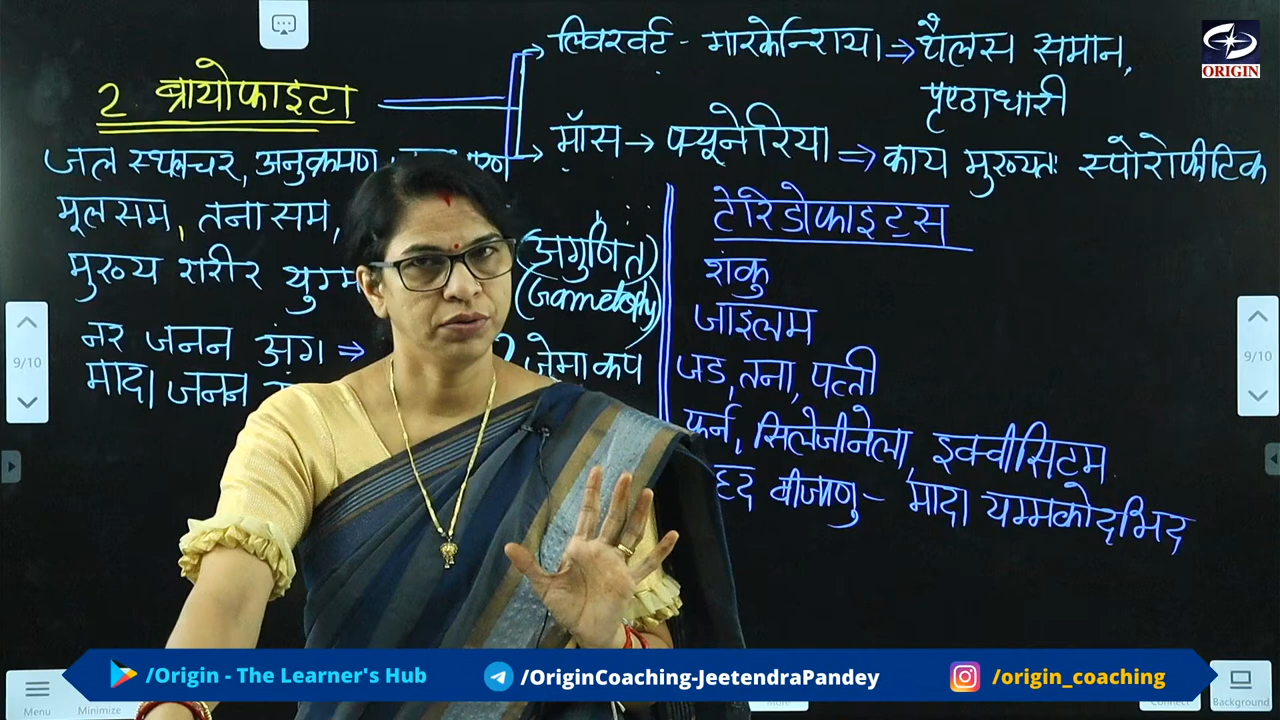 लिवरवर्ट - मारकेन्शिया ⇒ थैलस समान,
पृष्ठाधारी
2 ब्रायोफाइटा
मॉस → फ्यूनेरिया ⇒ काय मुख्यतः स्पोरोफीटिक
जल स्थलचर, अनुक्रमण
मूलसम, तनासम,
मुख्य शरीर
(अगुणित)
नर जनन अंग ⇒
जेमा कप
मादा जनन
टेरिडोफाइट्स
शंकु
जाइलम
जड, तना, पत्ती
फर्न, सिलेजीनेला, इक्वीसिटम
बीजाणु - मादा युग्मकोदभिद
ORIGIN
9/10
9/10
/Origin - The Learner's Hub
/OriginCoaching-JeetendraPandey
/origin_coaching
Menu
Minimize
Background